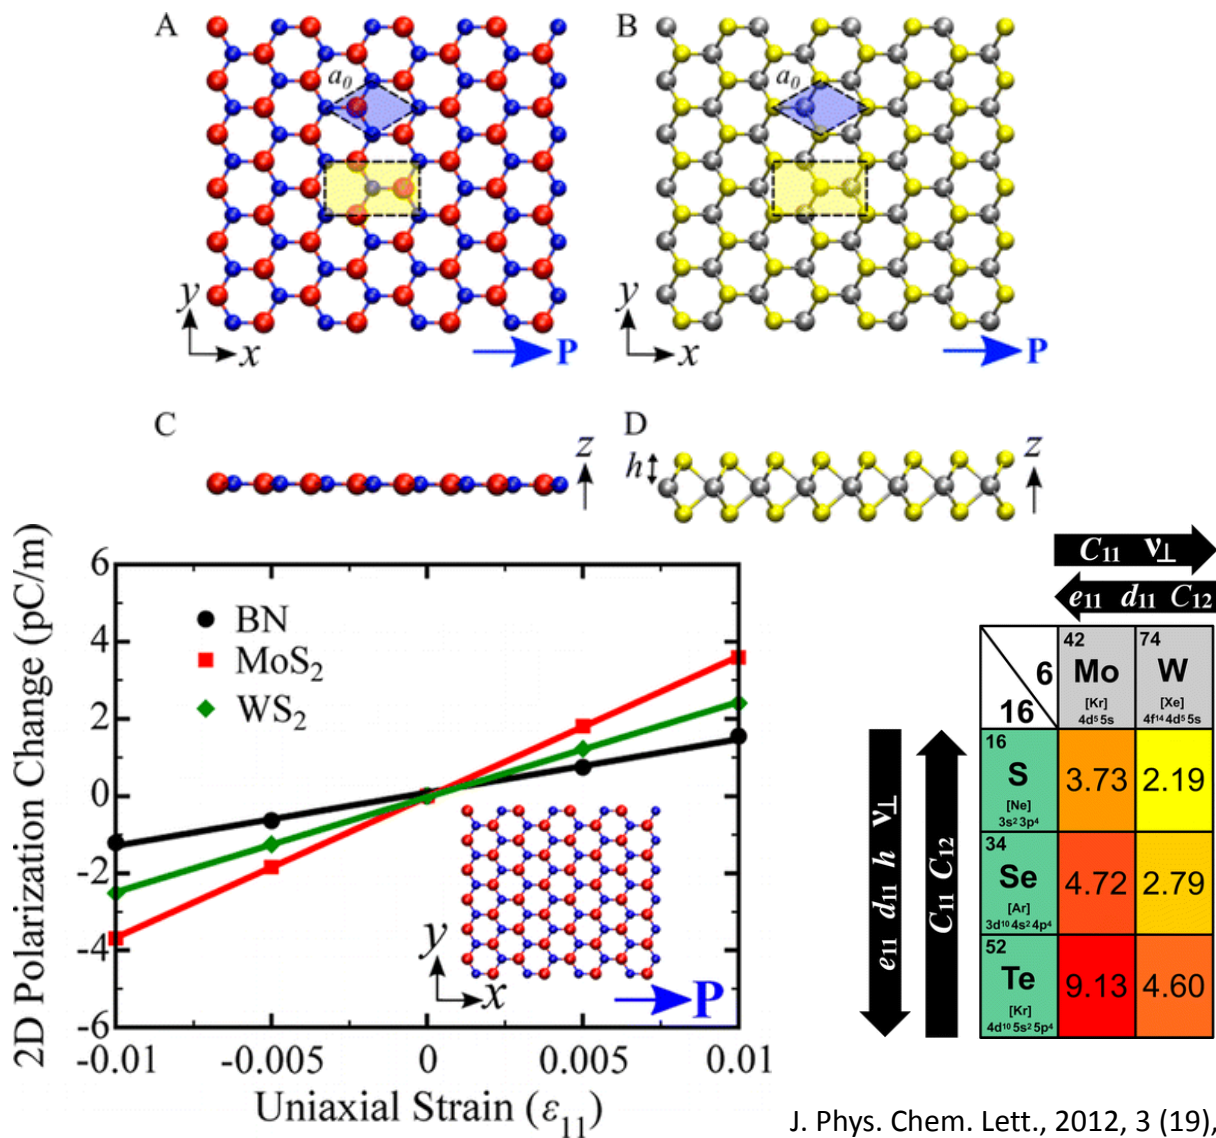 A
B
a₀
a₀
y
x
P
y
x
P
C
z
D
h
z
2D Polarization Change (pC/m)
6
4
2
0
-2
-4
-6
BN
MoS₂
WS₂
y
x
P
-0.01
-0.005
0
0.005
0.01
Uniaxial Strain (ε₁₁)
C₁₁ ν⊥
e₁₁ d₁₁ C₁₂
6
16
42
Mo
[Kr]
4d⁵ 5s
74
W
[Xe]
4f¹⁴ 4d⁵ 5s
16
S
[Ne]
3s² 3p⁴
3.73
2.19
34
Se
[Ar]
3d¹⁰ 4s² 4p⁴
4.72
2.79
52
Te
[Kr]
4d¹⁰ 5s² 5p⁴
9.13
4.60
e₁₁ d₁₁ h ν⊥
C₁₁ C₁₂
J. Phys. Chem. Lett., 2012, 3 (19),